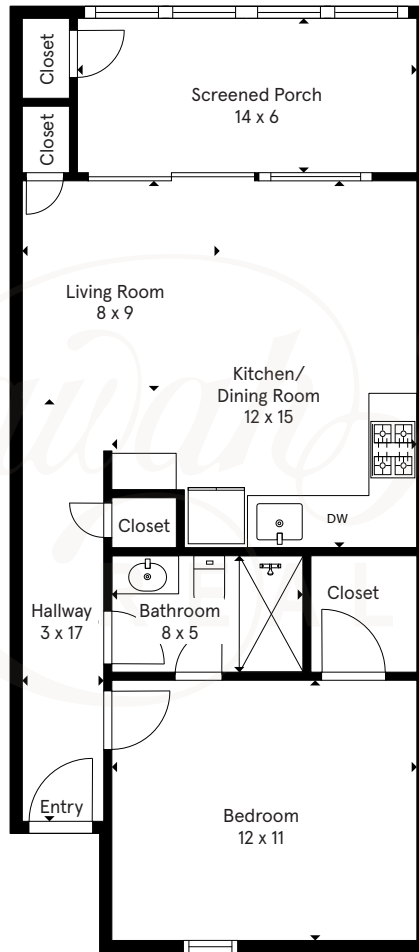 Closet
Screened Porch
14 x 6
Closet
Living Room
8 x 9
Kitchen/
Dining Room
12 x 15
Closet
DW
Hallway
3 x 17
Bathroom
8 x 5
Closet
Entry
Bedroom
12 x 11
REAL